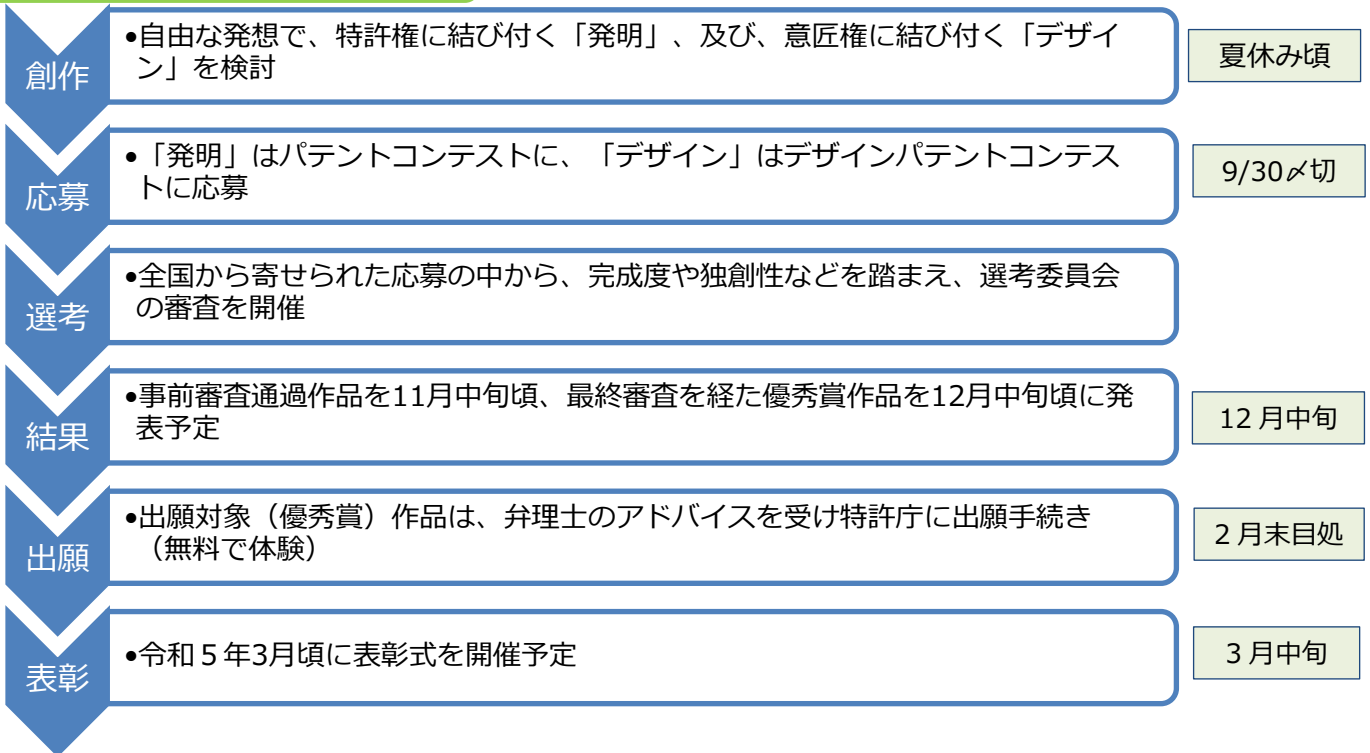 創作
•自由な発想で、特許権に結び付く「発明」、及び、意匠権に結び付く「デザイ
ン」を検討
夏休み頃
応募
•「発明」はパテントコンテストに、「デザイン」はデザインパテントコンテス
トに応募
9/30〆切
選考
•全国から寄せられた応募の中から、完成度や独創性などを踏まえ、選考委員会
の審査を開催
結果
•事前審査通過作品を11月中旬頃、最終審査を経た優秀賞作品を12月中旬頃に発
表予定
12月中旬
出願
•出願対象（優秀賞）作品は、弁理士のアドバイスを受け特許庁に出願手続き
（無料で体験）
２月末目処
表彰
•令和５年3月頃に表彰式を開催予定
３月中旬